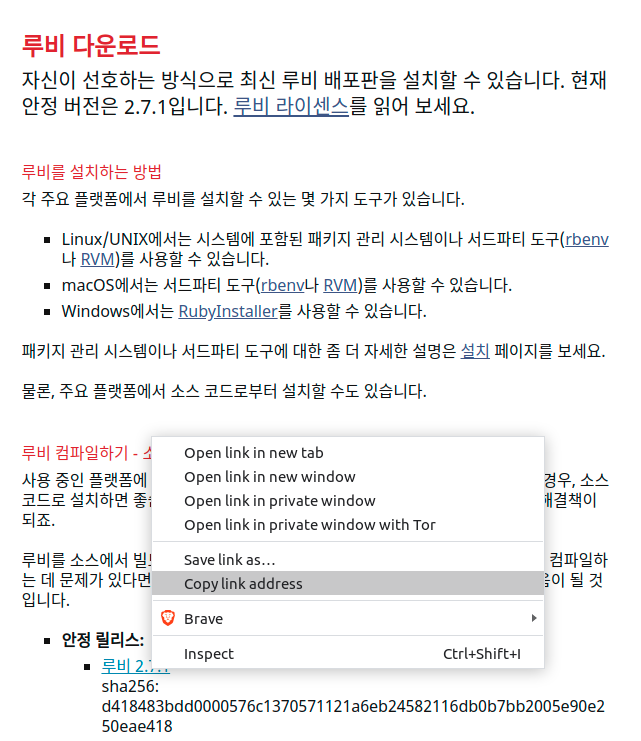 루비 다운로드
자신이 선호하는 방식으로 최신 루비 배포판을 설치할 수 있습니다. 현재
안정 버전은 2.7.1입니다. 루비 라이센스를 읽어 보세요.
루비를 설치하는 방법
각 주요 플랫폼에서 루비를 설치할 수 있는 몇 가지 도구가 있습니다.
Linux/UNIX에서는 시스템에 포함된 패키지 관리 시스템이나 서드파티 도구(rbenv
나 RVM)를 사용할 수 있습니다.
macOS에서는 서드파티 도구(rbenv나 RVM)를 사용할 수 있습니다.
Windows에서는 RubyInstaller를 사용할 수 있습니다.
패키지 관리 시스템이나 서드파티 도구에 대한 좀 더 자세한 설명은 설치 페이지를 보세요.
물론, 주요 플랫폼에서 소스 코드로부터 설치할 수도 있습니다.
루비 컴파일하기 -
Open link in new tab
사용 중인 플랫폼에
Open link in new window
경우, 소스
코드로 설치하면
Open link in private window
해결책이
되죠.
Open link in private window with Tor
루비를 소스에서
Save link as…
컴파일하
는 데 문제가 있다면
Copy link address
이 될 것
입니다.
Brave
안정 릴리스:
Inspect Ctrl+Shift+I
루비 2.7.1
sha256:
d418483bdd0000576c1370571121a6eb24582116db0b7bb2005e90e2
50eae418